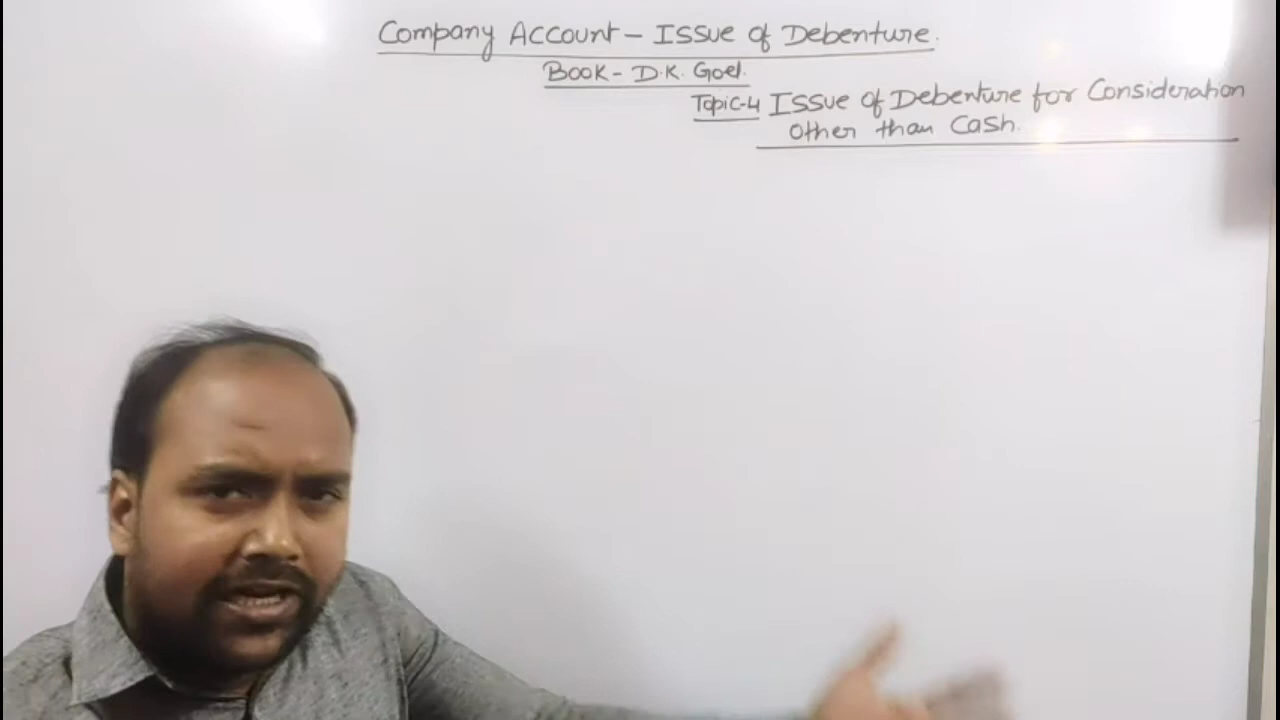 Company Account - Issue of Debenture.
Book - D.K. Goel.
Topic-4 Issue of Debenture for Consideration
other than Cash.